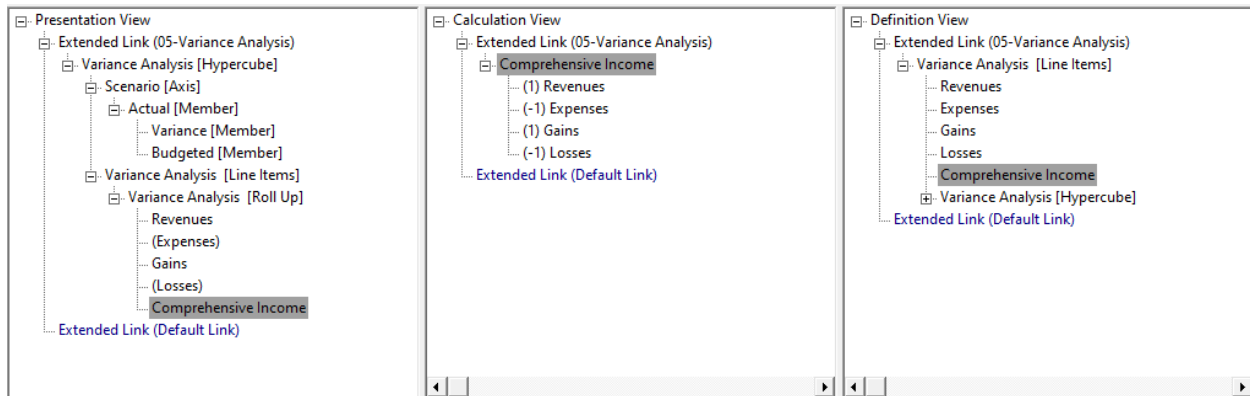 Presentation View
Extended Link (05-Variance Analysis)
Variance Analysis [Hypercube]
Scenario [Axis]
Actual [Member]
Variance [Member]
Budgeted [Member]
Variance Analysis [Line Items]
Variance Analysis [Roll Up]
Revenues
(Expenses)
Gains
(Losses)
Comprehensive Income
Extended Link (Default Link)
Calculation View
Extended Link (05-Variance Analysis)
Comprehensive Income
(1) Revenues
(-1) Expenses
(1) Gains
(-1) Losses
Extended Link (Default Link)
Definition View
Extended Link (05-Variance Analysis)
Variance Analysis [Line Items]
Revenues
Expenses
Gains
Losses
Comprehensive Income
Variance Analysis [Hypercube]
Extended Link (Default Link)